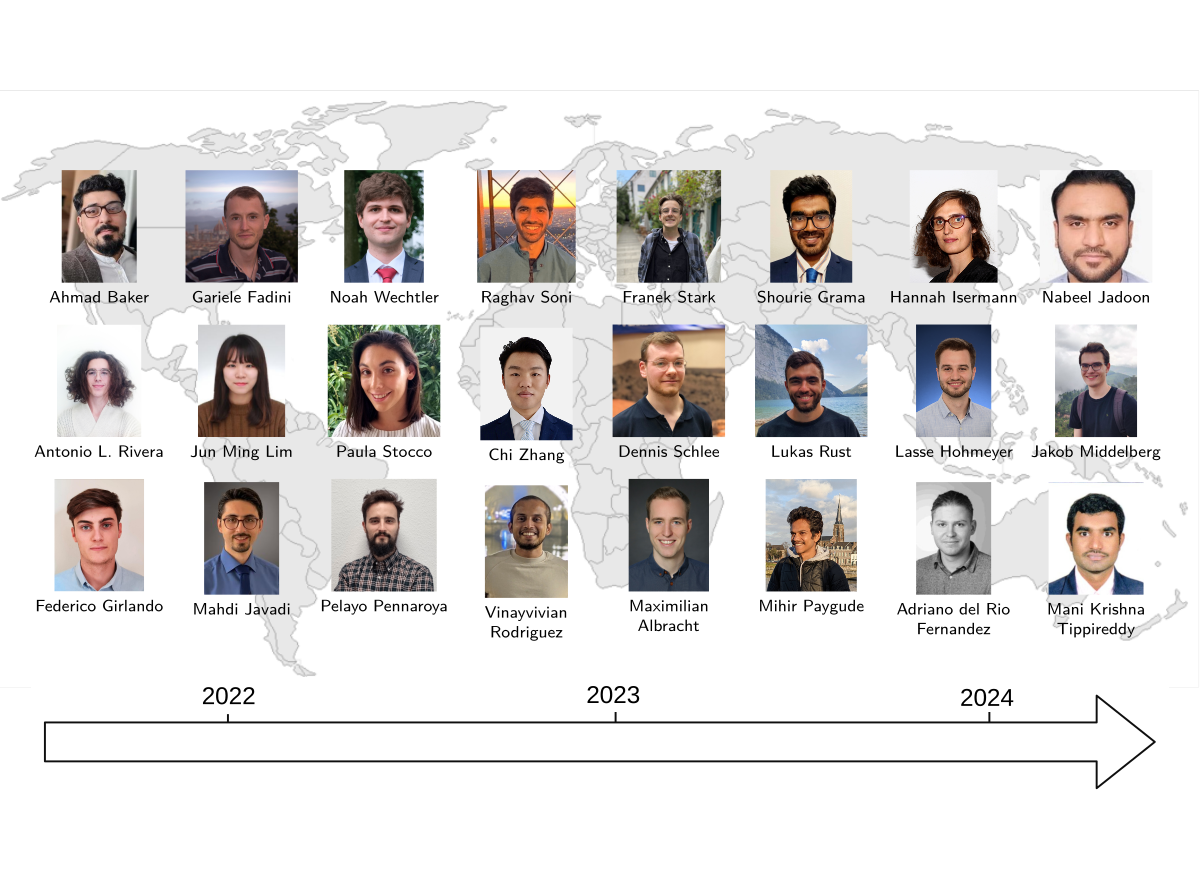 Ahmad Baker
Gariele Fadini
Noah Wechtler
Raghav Soni
Franek Stark
Shourie Grama
Hannah Isermann
Nabeel Jadoon
Antonio L. Rivera
Jun Ming Lim
Paula Stocco
Chi Zhang
Dennis Schlee
Lukas Rust
Lasse Hohmeyer
Jakob Middelberg
Federico Girlando
Mahdi Javadi
Pelayo Pennaroya
Vinayvivian
Rodriguez
Maximilian
Albracht
Mihir Paygude
Adriano del Rio
Fernandez
Mani Krishna
Tippireddy
2022
2023
2024